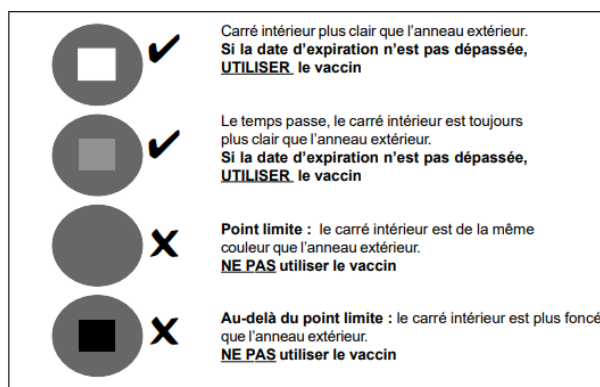 Carré intérieur plus clair que l'anneau extérieur.
Si la date d'expiration n'est pas dépassée,
UTILISER le vaccin
Le temps passe, le carré intérieur est toujours
plus clair que l'anneau extérieur.
Si la date d'expiration n'est pas dépassée,
UTILISER le vaccin
Point limite : le carré intérieur est de la même
couleur que l'anneau extérieur.
NE PAS utiliser le vaccin
Au-delà du point limite : le carré intérieur est plus foncé
que l'anneau extérieur.
NE PAS utiliser le vaccin